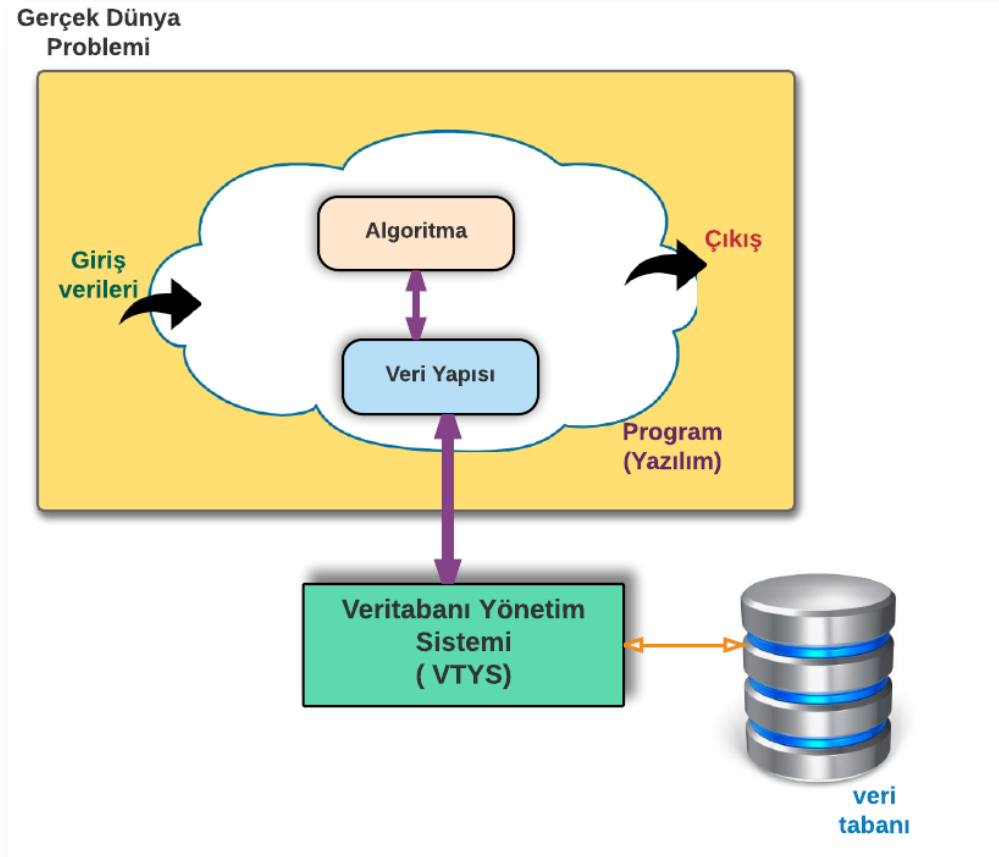 Gerçek Dünya
Problemi
Algoritma
Çıkış
Giriş
verileri
Veri Yapısı
Program
(Yazılım)
Veritabanı Yönetim
Sistemi
( VTYS)
veri
tabanı